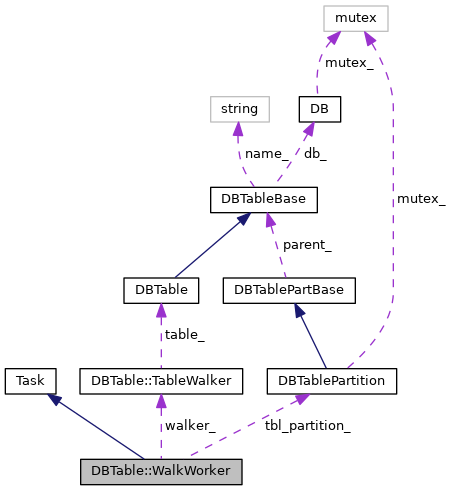 mutex
mutex_
string
DB
name_
db_
DBTableBase
mutex_
parent_
DBTable
DBTablePartBase
table_
Task
DBTable::TableWalker
DBTablePartition
walker_
tbl_partition_
DBTable::WalkWorker